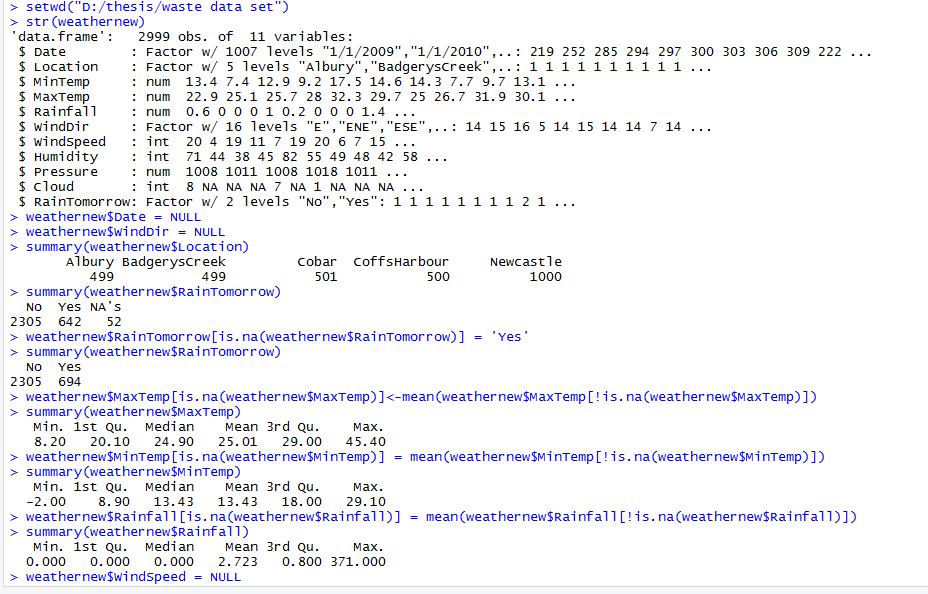 > setwd("D:/thesis/waste data set")
> str(weathernew)
'data.frame':   2999 obs. of  11 variables:
 $ Date        : Factor w/ 1007 levels "1/1/2009","1/1/2010",..: 219 252 285 294 297 300 303 306 309 222 ...
 $ Location    : Factor w/ 5 levels "Albury","BadgerysCreek",..: 1 1 1 1 1 1 1 1 1 1 ...
 $ MinTemp     : num  13.4 7.4 12.9 9.2 17.5 14.6 14.3 7.7 9.7 13.1 ...
 $ MaxTemp     : num  22.9 25.1 25.7 28 32.3 29.7 25 26.7 31.9 30.1 ...
 $ Rainfall    : num  0.6 0 0 0 1 0.2 0 0 0 1.4 ...
 $ WindDir     : Factor w/ 16 levels "E","ENE","ESE",..: 14 15 16 5 14 15 14 14 7 14 ...
 $ WindSpeed   : int  20 4 19 11 7 19 20 6 7 15 ...
 $ Humidity    : int  71 44 38 45 82 55 49 48 42 58 ...
 $ Pressure    : num  1008 1011 1008 1018 1011 ...
 $ Cloud       : int  8 NA NA NA 7 NA 1 NA NA NA ...
 $ RainTomorrow: Factor w/ 2 levels "No","Yes": 1 1 1 1 1 1 1 1 2 1 ...
> weathernew$Date = NULL
> weathernew$WindDir = NULL
> summary(weathernew$Location)
       Albury BadgerysCreek         Cobar  CoffsHarbour     Newcastle
          499           499           501           500          1000
> summary(weathernew$RainTomorrow)
  No  Yes NA's
2305  642   52
> weathernew$RainTomorrow[is.na(weathernew$RainTomorrow)] = 'Yes'
> summary(weathernew$RainTomorrow)
  No  Yes
2305  694
> weathernew$MaxTemp[is.na(weathernew$MaxTemp)]<-mean(weathernew$MaxTemp[!is.na(weathernew$MaxTemp)])
> summary(weathernew$MaxTemp)
   Min. 1st Qu.  Median    Mean 3rd Qu.    Max.
   8.20   20.10   24.90   25.01   29.00   45.40
> weathernew$MinTemp[is.na(weathernew$MinTemp)] = mean(weathernew$MinTemp[!is.na(weathernew$MinTemp)])
> summary(weathernew$MinTemp)
   Min. 1st Qu.  Median    Mean 3rd Qu.    Max.
  -2.00    8.90   13.43   13.43   18.00   29.10
> weathernew$Rainfall[is.na(weathernew$Rainfall)] = mean(weathernew$Rainfall[!is.na(weathernew$Rainfall)])
> summary(weathernew$Rainfall)
   Min. 1st Qu.  Median    Mean 3rd Qu.    Max.
  0.000   0.000   0.000   2.723   0.800 371.000
> weathernew$WindSpeed = NULL